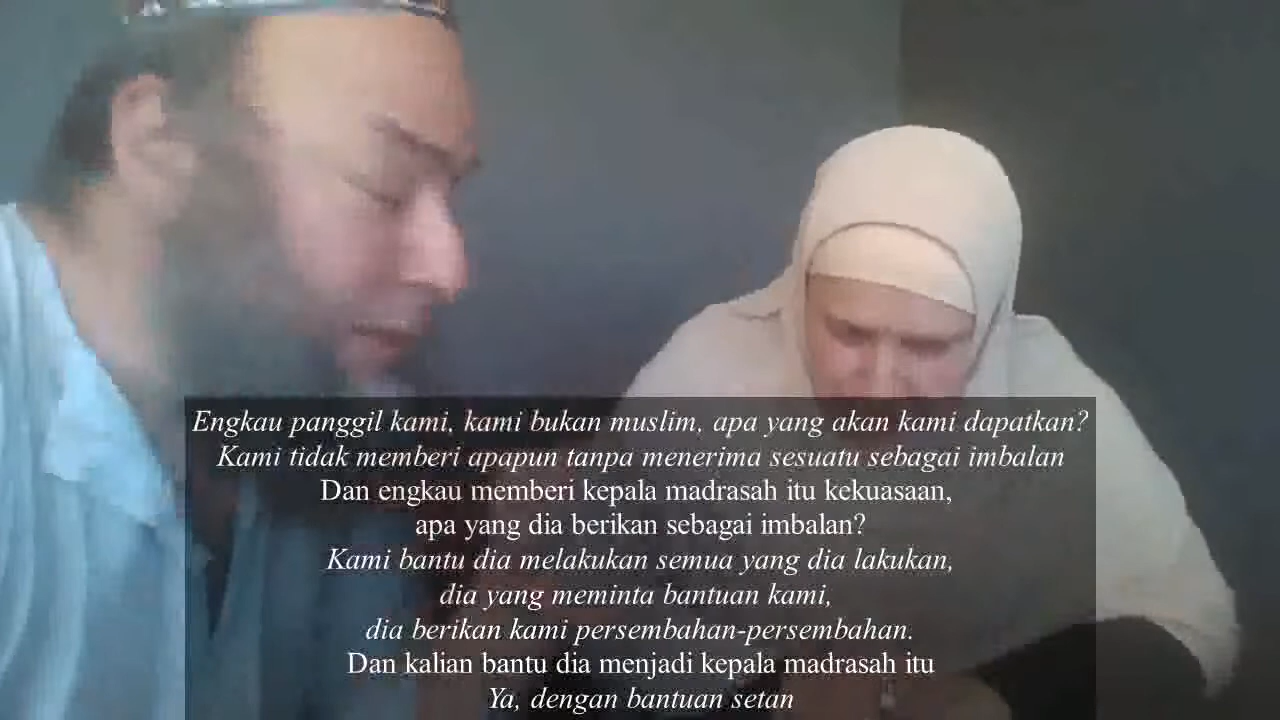 Engkau panggil kami, kami bukan muslim, apa yang akan kami dapatkan?
Kami tidak memberi apapun tanpa menerima sesuatu sebagai imbalan
Dan engkau memberi kepala madrasah itu kekuasaan,
apa yang dia berikan sebagai imbalan?
Kami bantu dia melakukan semua yang dia lakukan,
dia yang meminta bantuan kami,
dia berikan kami persembahan-persembahan.
Dan kalian bantu dia menjadi kepala madrasah itu
Ya, dengan bantuan setan